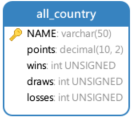 all_country
NAME: varchar(50)
points: decimal(10, 2)
wins: int UNSIGNED
draws: int UNSIGNED
losses: int UNSIGNED